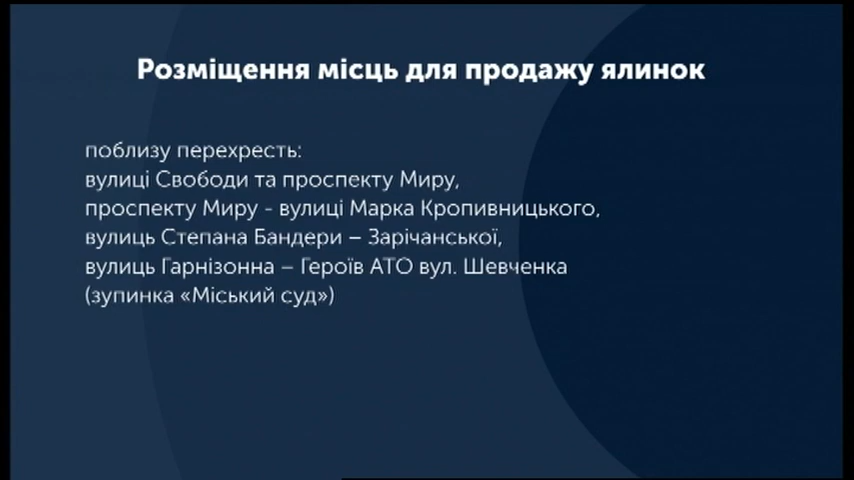 Розміщення місць для продажу ялинок
поблизу перехресть:
вулиці Свободи та проспекту Миру,
проспекту Миру - вулиці Марка Кропивницького,
вулиць Степана Бандери – Зарічанської,
вулиць Гарнізонна – Героїв АТО вул. Шевченка
(зупинка «Міський суд»)